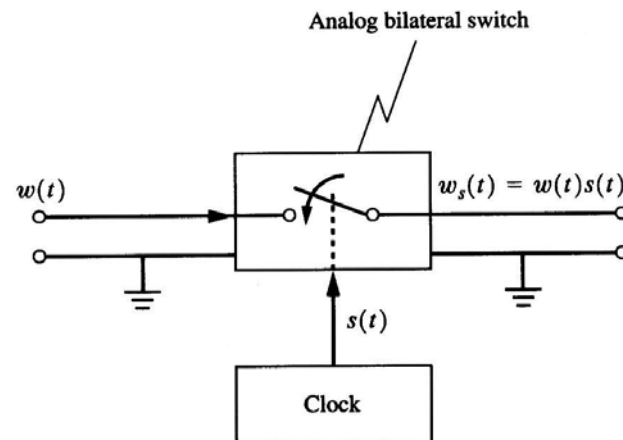 Analog bilateral switch
w(t)
w_s(t) = w(t)s(t)
s(t)
Clock